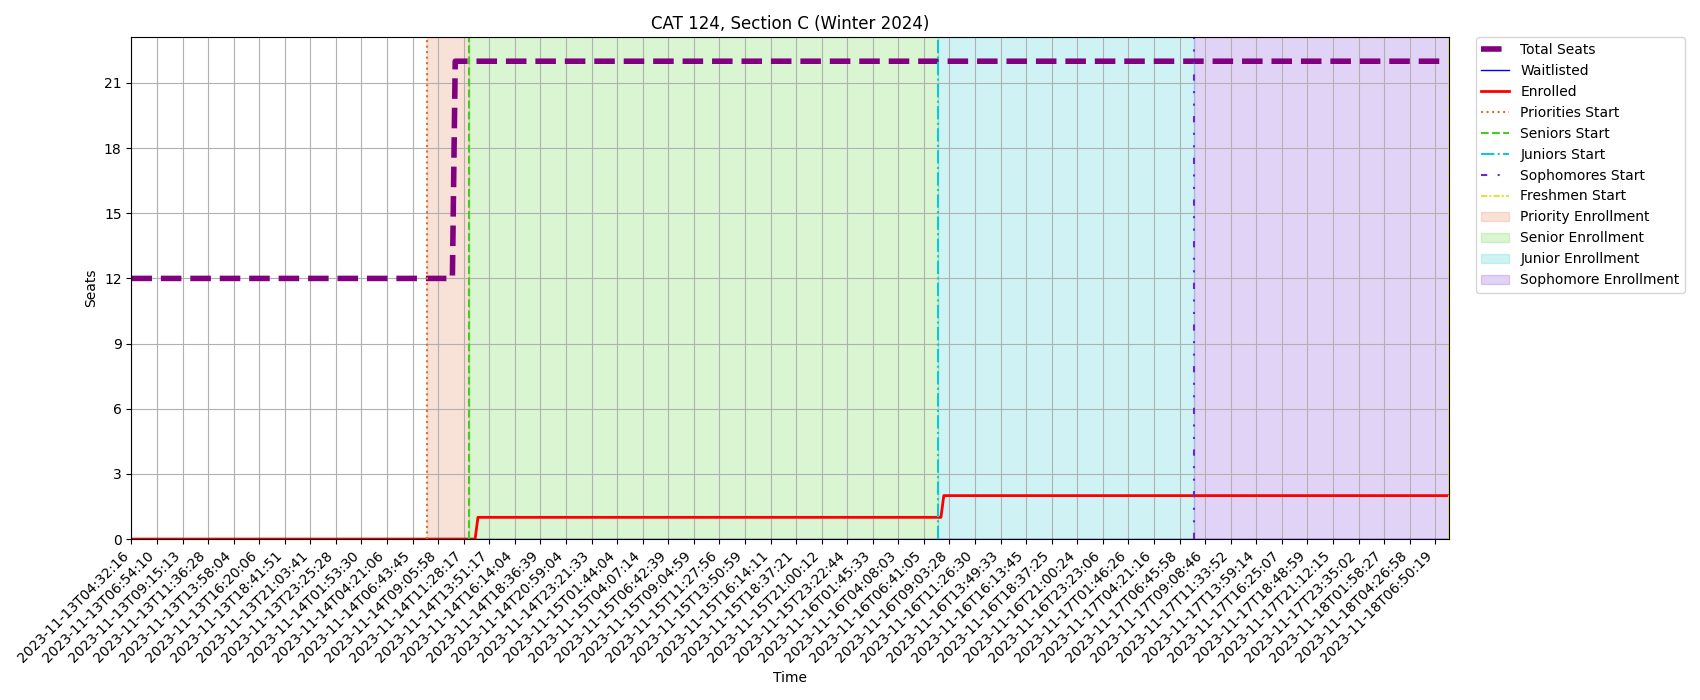 CAT 124, Section C (Winter 2024)
Seats
21
18
15
12
9
6
3
0
2023-11-13T04:32:16
2023-11-13T06:54:10
2023-11-13T09:15:13
2023-11-13T11:36:28
2023-11-13T13:58:04
2023-11-13T16:20:06
2023-11-13T18:41:51
2023-11-13T21:03:41
2023-11-13T23:25:28
2023-11-14T01:53:30
2023-11-14T04:21:06
2023-11-14T06:43:45
2023-11-14T09:05:58
2023-11-14T11:28:17
2023-11-14T13:51:17
2023-11-14T16:14:04
2023-11-14T18:36:39
2023-11-14T20:59:04
2023-11-14T23:21:33
2023-11-15T01:44:04
2023-11-15T04:07:14
2023-11-15T06:42:39
2023-11-15T09:04:59
2023-11-15T11:27:56
2023-11-15T13:50:59
2023-11-15T16:14:11
2023-11-15T18:37:21
2023-11-15T21:00:12
2023-11-15T23:22:44
2023-11-16T01:45:33
2023-11-16T04:08:03
2023-11-16T06:41:05
2023-11-16T09:03:28
2023-11-16T11:26:30
2023-11-16T13:49:33
2023-11-16T16:13:45
2023-11-16T18:37:25
2023-11-16T21:00:24
2023-11-16T23:23:06
2023-11-17T01:46:26
2023-11-17T04:21:16
2023-11-17T06:45:58
2023-11-17T09:08:46
2023-11-17T11:33:52
2023-11-17T13:59:14
2023-11-17T16:25:07
2023-11-17T18:48:59
2023-11-17T21:12:15
2023-11-17T23:35:02
2023-11-18T01:58:27
2023-11-18T04:26:58
2023-11-18T06:50:19
Time
Total Seats
Waitlisted
Enrolled
Priorities Start
Seniors Start
Juniors Start
Sophomores Start
Freshmen Start
Priority Enrollment
Senior Enrollment
Junior Enrollment
Sophomore Enrollment